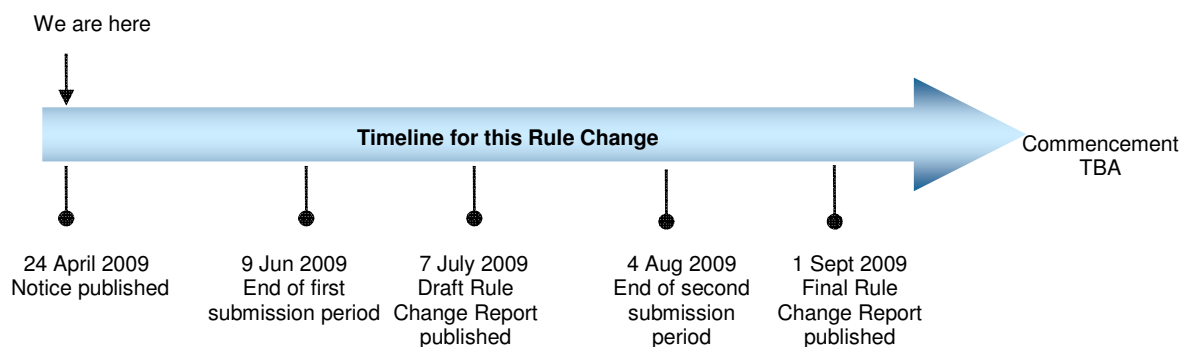 We are here
Timeline for this Rule Change
Commencement
TBA
24 April 2009
Notice published
9 Jun 2009
End of first
submission period
7 July 2009
Draft Rule
Change Report
published
4 Aug 2009
End of second
submission
period
1 Sept 2009
Final Rule
Change Report
published